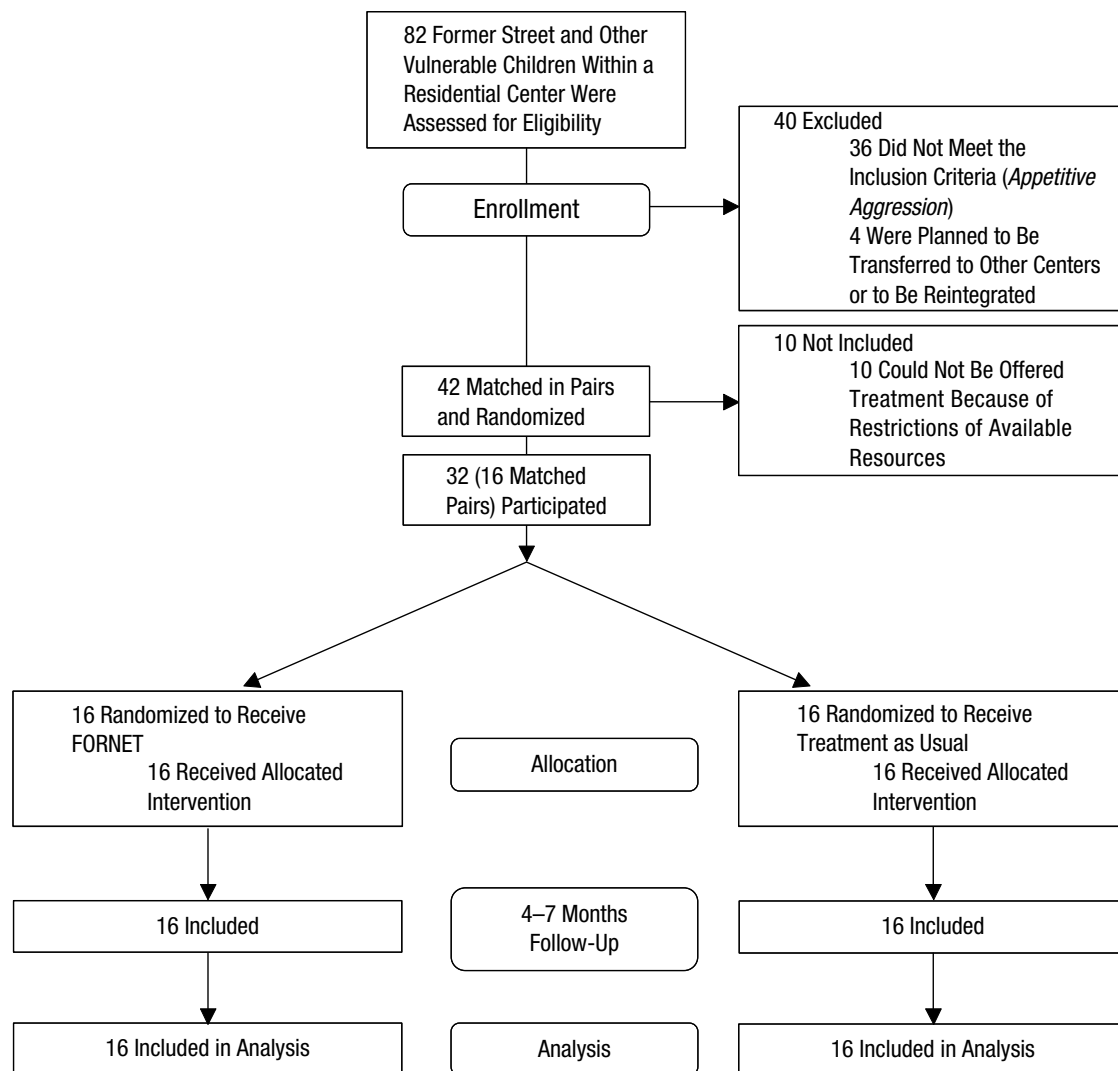 82 Former Street and Other
Vulnerable Children Within a
Residential Center Were
Assessed for Eligibility
40 Excluded
36 Did Not Meet the
Inclusion Criteria (Appetitive
Aggression)
4 Were Planned to Be
Transferred to Other Centers
or to Be Reintegrated
Enrollment
10 Not Included
10 Could Not Be Offered
Treatment Because of
Restrictions of Available
Resources
42 Matched in Pairs
and Randomized
32 (16 Matched
Pairs) Participated
16 Randomized to Receive
FORNET
16 Received Allocated
Intervention
Allocation
16 Randomized to Receive
Treatment as Usual
16 Received Allocated
Intervention
16 Included
4–7 Months
Follow-Up
16 Included
16 Included in Analysis
Analysis
16 Included in Analysis